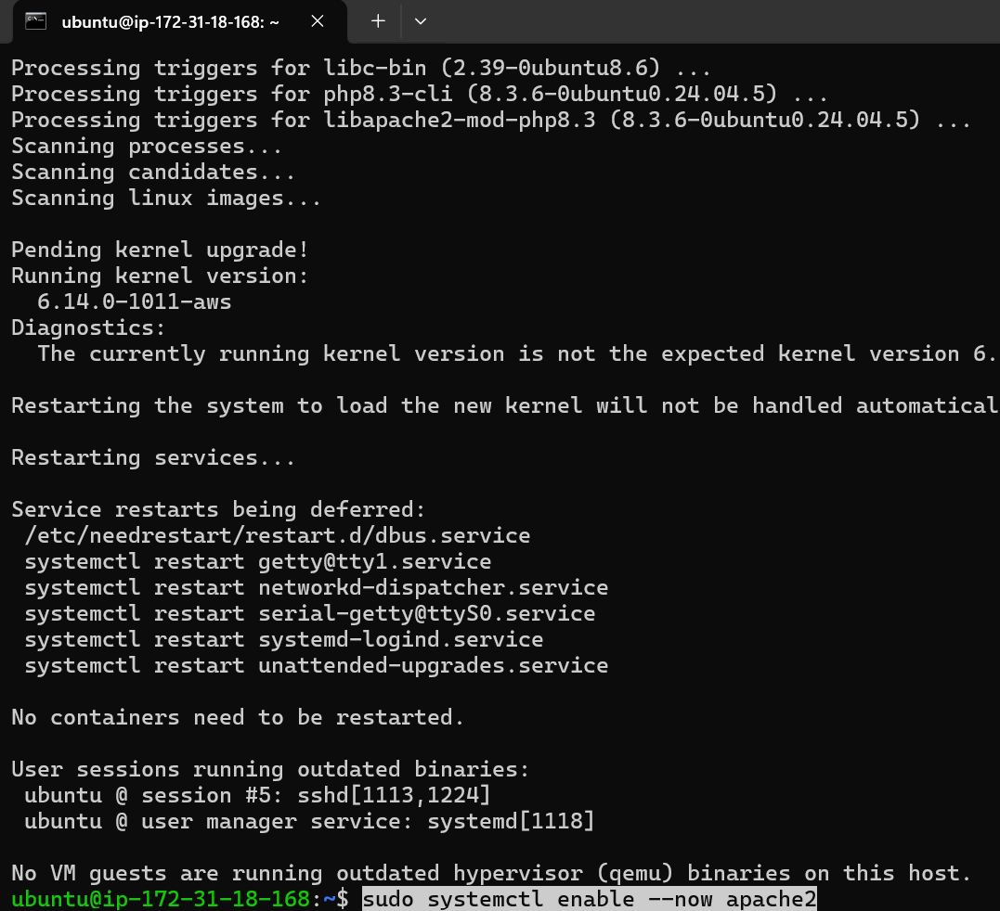 ubuntu@ip-172-31-18-168: ~
Processing triggers for libc-bin (2.39-0ubuntu8.6) ...
Processing triggers for php8.3-cli (8.3.6-0ubuntu0.24.04.5) ...
Processing triggers for libapache2-mod-php8.3 (8.3.6-0ubuntu0.24.04.5) ...
Scanning processes...
Scanning candidates...
Scanning linux images...
Pending kernel upgrade!
Running kernel version:
6.14.0-1011-aws
Diagnostics:
The currently running kernel version is not the expected kernel version 6.
Restarting the system to load the new kernel will not be handled automatical
Restarting services...
Service restarts being deferred:
/etc/needrestart/restart.d/dbus.service
systemctl restart getty@tty1.service
systemctl restart networkd-dispatcher.service
systemctl restart serial-getty@ttyS0.service
systemctl restart systemd-logind.service
systemctl restart unattended-upgrades.service
No containers need to be restarted.
User sessions running outdated binaries:
ubuntu @ session #5: sshd[1113,1224]
ubuntu @ user manager service: systemd[1118]
No VM guests are running outdated hypervisor (qemu) binaries on this host.
ubuntu@ip-172-31-18-168:~$ sudo systemctl enable --now apache2